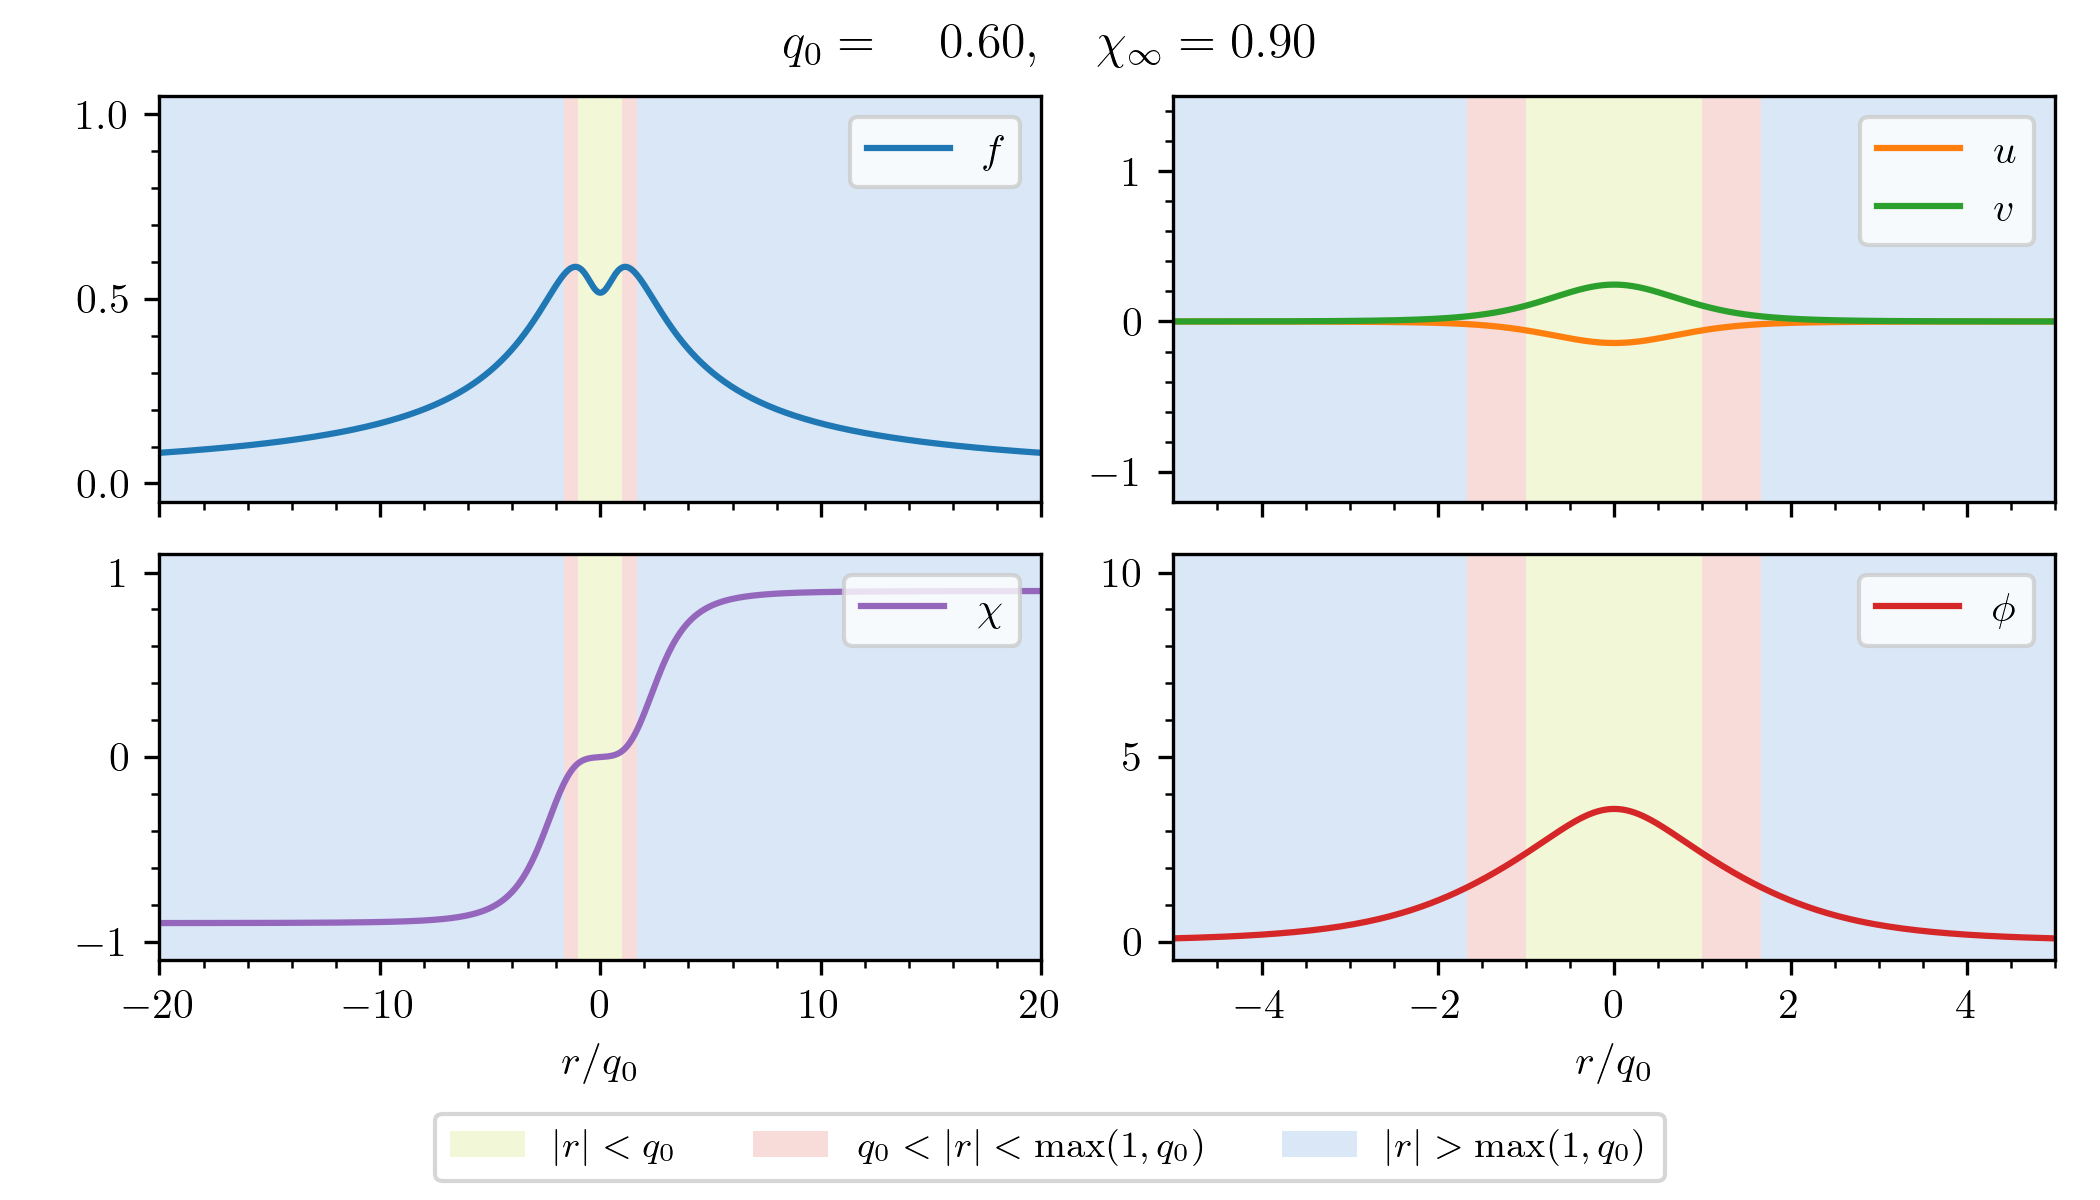 q₀ = 0.60, χ∞ = 0.90
1.0
0.5
0.0
f
1
0
−1
u
v
1
0
−1
χ
10
5
0
ϕ
−20 −10 0 10 20
−4 −2 0 2 4
r/q₀
r/q₀
|r| < q₀ q₀ < |r| < max(1, q₀) |r| > max(1, q₀)